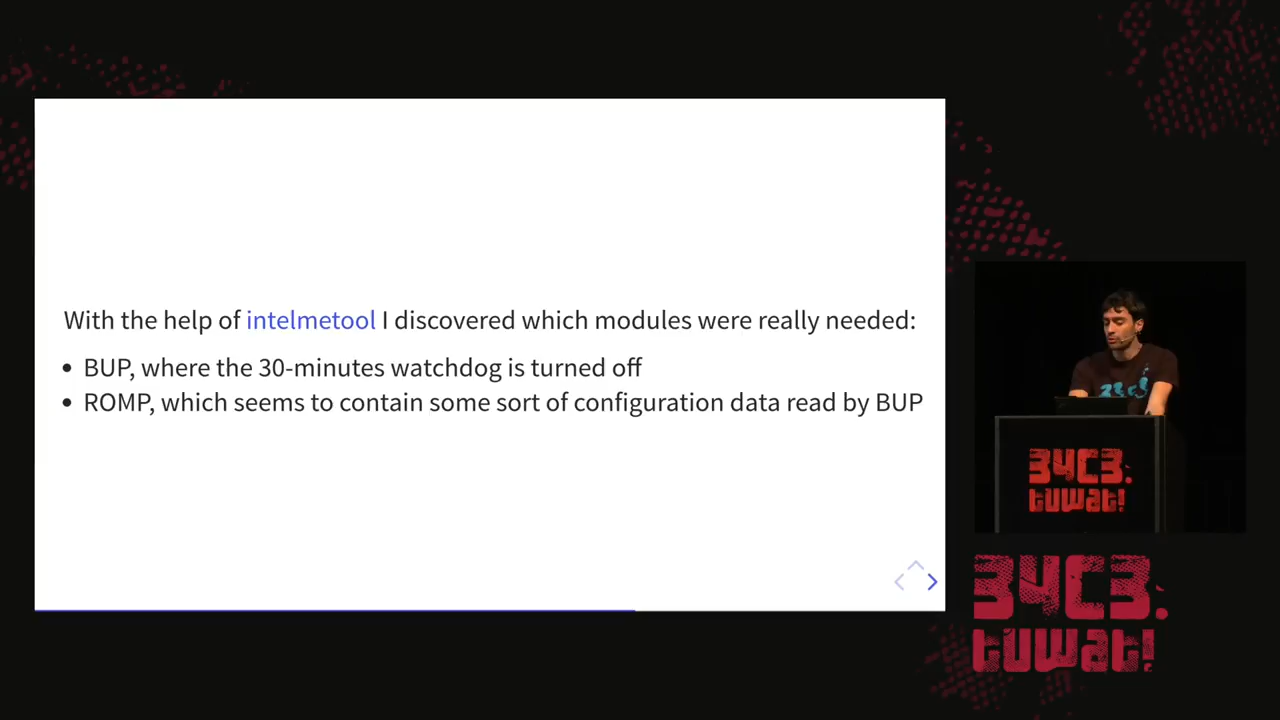 With the help of intelmetool I discovered which modules were really needed:
• BUP, where the 30-minutes watchdog is turned off
• ROMP, which seems to contain some sort of configuration data read by BUP
34C3.
tuwat!
34C3.
tuwat!